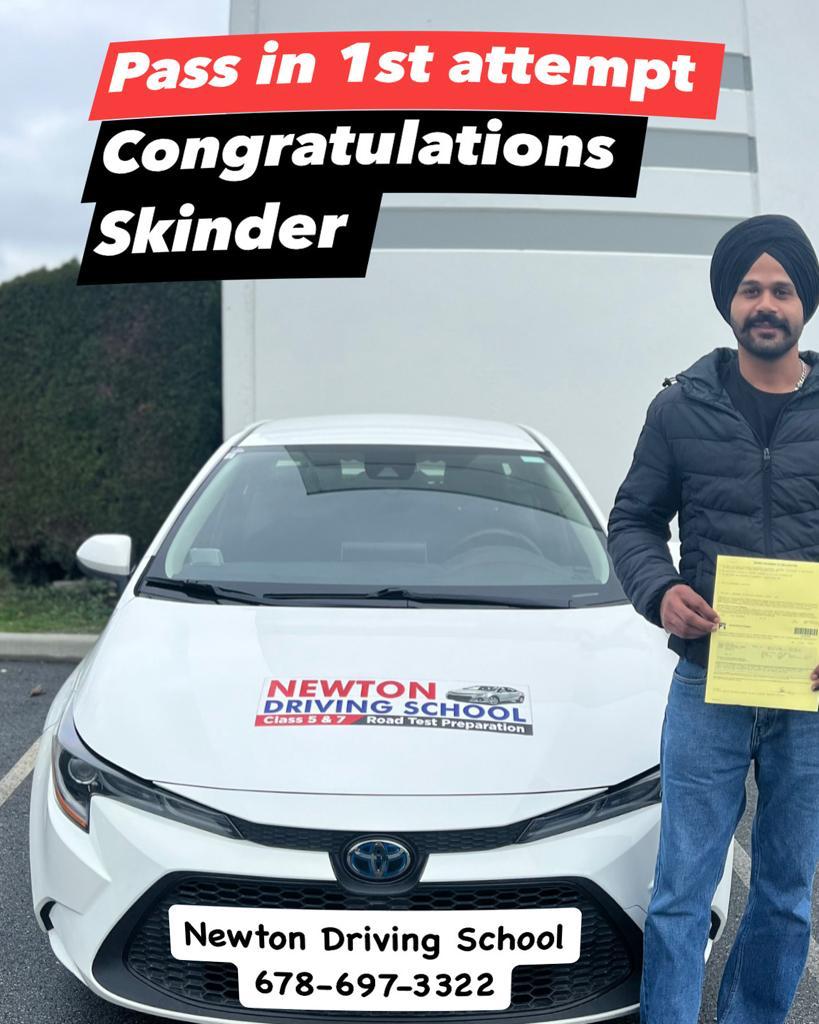 Pass in 1st attempt
Congratulations
Skinder
NEWTON
DRIVING SCHOOL
Class 5 & 7 Road Test Preparation
Newton Driving School
678-697-3322